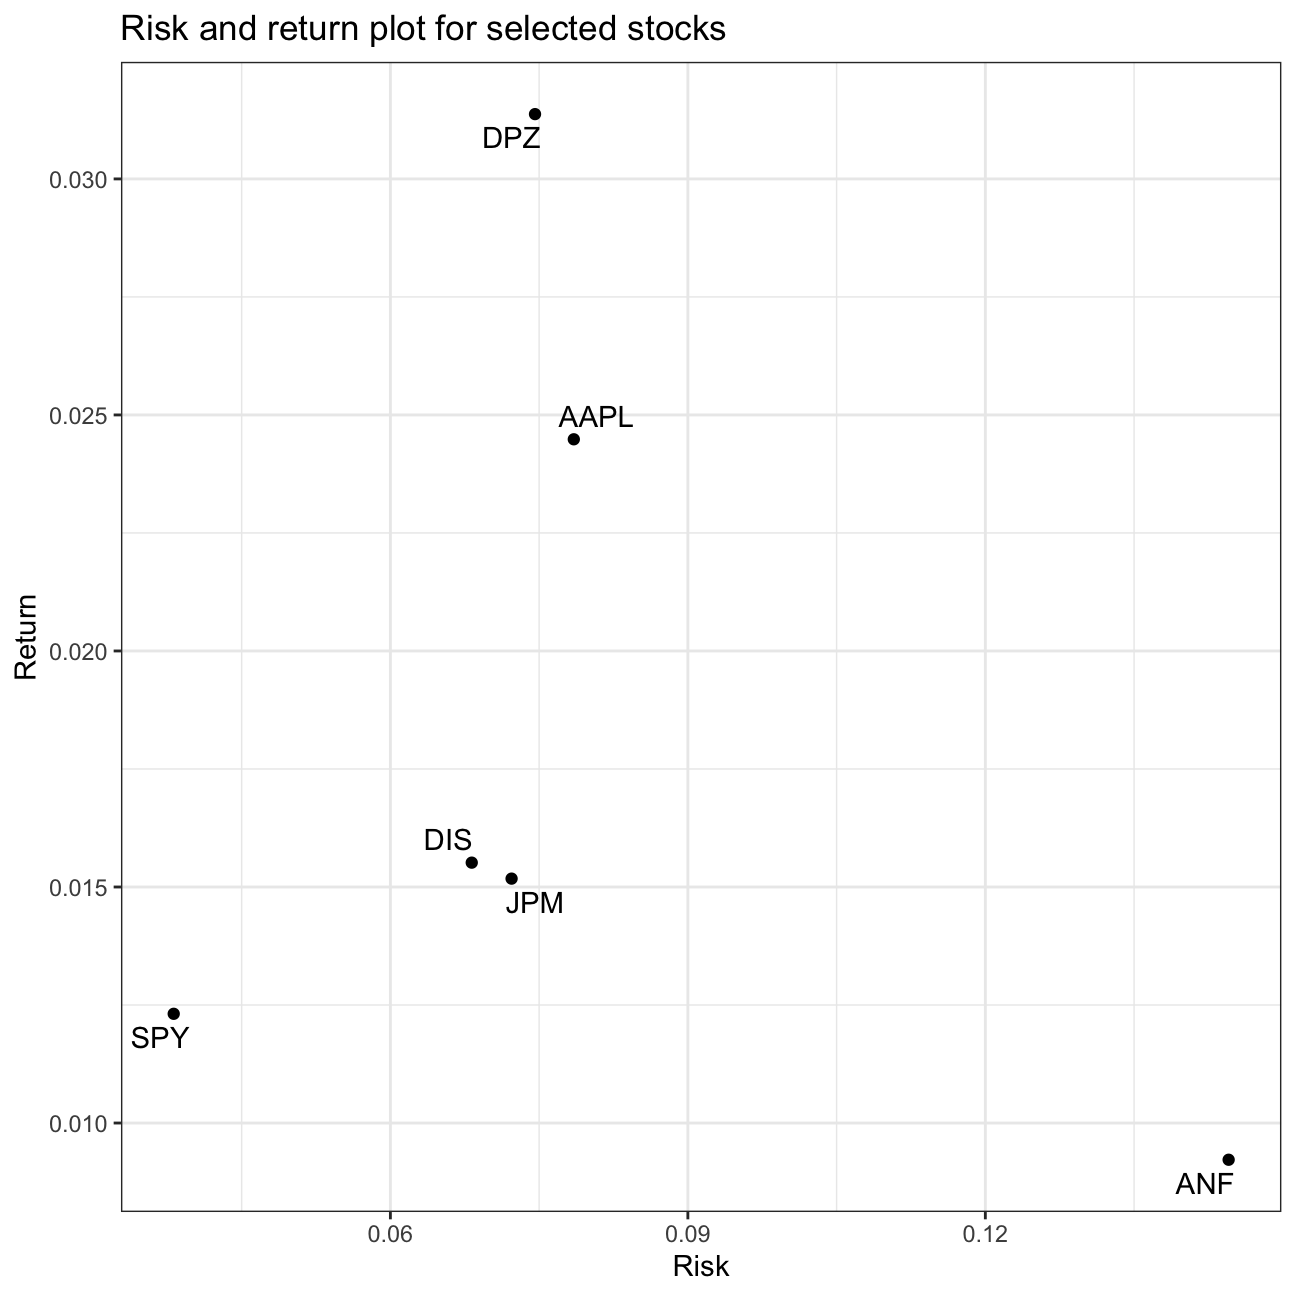 Risk and return plot for selected stocks
DPZ
0.030
AAPL
0.025
Return
0.020
DIS
0.015
JPM
SPY
0.010
ANF
0.06 0.09 0.12
Risk